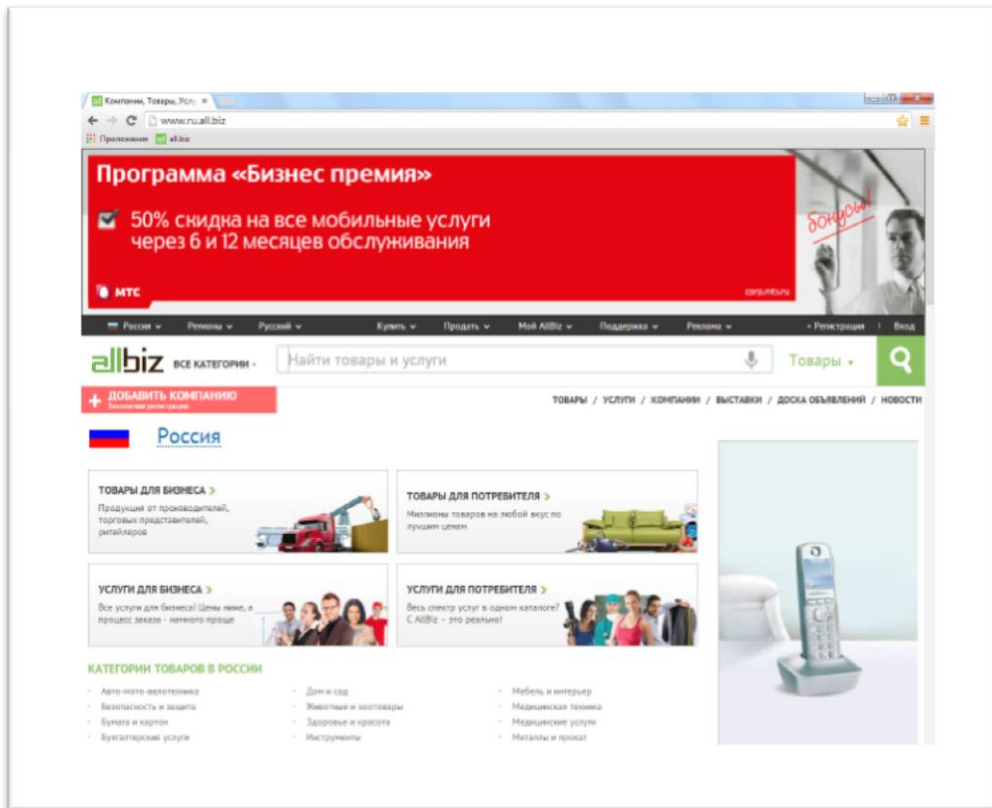 Компании, Товары, Услу
www.ru.all.biz
Приложения all.biz
Программа «Бизнес премия»
50% скидка на все мобильные услуги
через 6 и 12 месяцев обслуживания
бонусы!
МТС
corp.mts.ru
Россия Регионы Русский Купить Продать Мой AllBiz Поддержка Реклама + Регистрация Вход
allbiz ВСЕ КАТЕГОРИИ Найти товары и услуги Товары
+ ДОБАВИТЬ КОМПАНИЮ
Бесплатная регистрация
ТОВАРЫ / УСЛУГИ / КОМПАНИИ / ВЫСТАВКИ / ДОСКА ОБЪЯВЛЕНИЙ / НОВОСТИ
Россия
ТОВАРЫ ДЛЯ БИЗНЕСА >
Продукция от производителей,
торговых представителей,
ритейлеров
ТОВАРЫ ДЛЯ ПОТРЕБИТЕЛЯ >
Миллионы товаров на любой вкус по
лучшим ценам
УСЛУГИ ДЛЯ БИЗНЕСА >
Все услуги для бизнеса! Цены ниже, а
процесс заказа - намного проще
УСЛУГИ ДЛЯ ПОТРЕБИТЕЛЯ >
Весь спектр услуг в одном каталоге?
С AllBiz – это реально!
КАТЕГОРИИ ТОВАРОВ В РОССИИ
Авто-мото-велотехника
Безопасность и защита
Бумага и картон
Бухгалтерские услуги
Дом и сад
Животные и зоотовары
Здоровье и красота
Инструменты
Мебель и интерьер
Медицинская техника
Медицинские услуги
Металлы и прокат